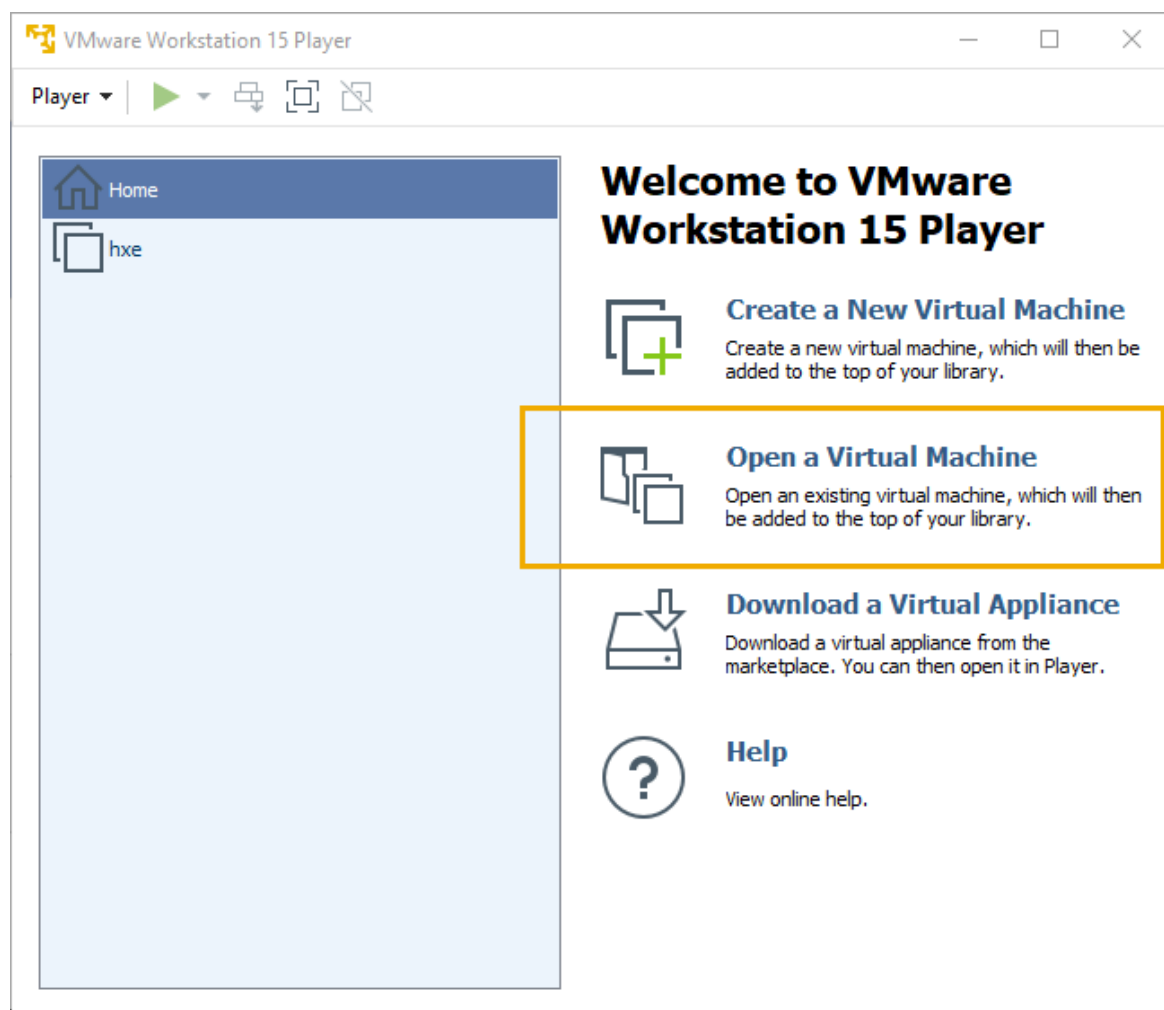 VMware Workstation 15 Player
Player
Home
hxe
Welcome to VMware
Workstation 15 Player
Create a New Virtual Machine
Create a new virtual machine, which will then be
added to the top of your library.
Open a Virtual Machine
Open an existing virtual machine, which will then
be added to the top of your library.
Download a Virtual Appliance
Download a virtual appliance from the
marketplace. You can then open it in Player.
?
Help
View online help.